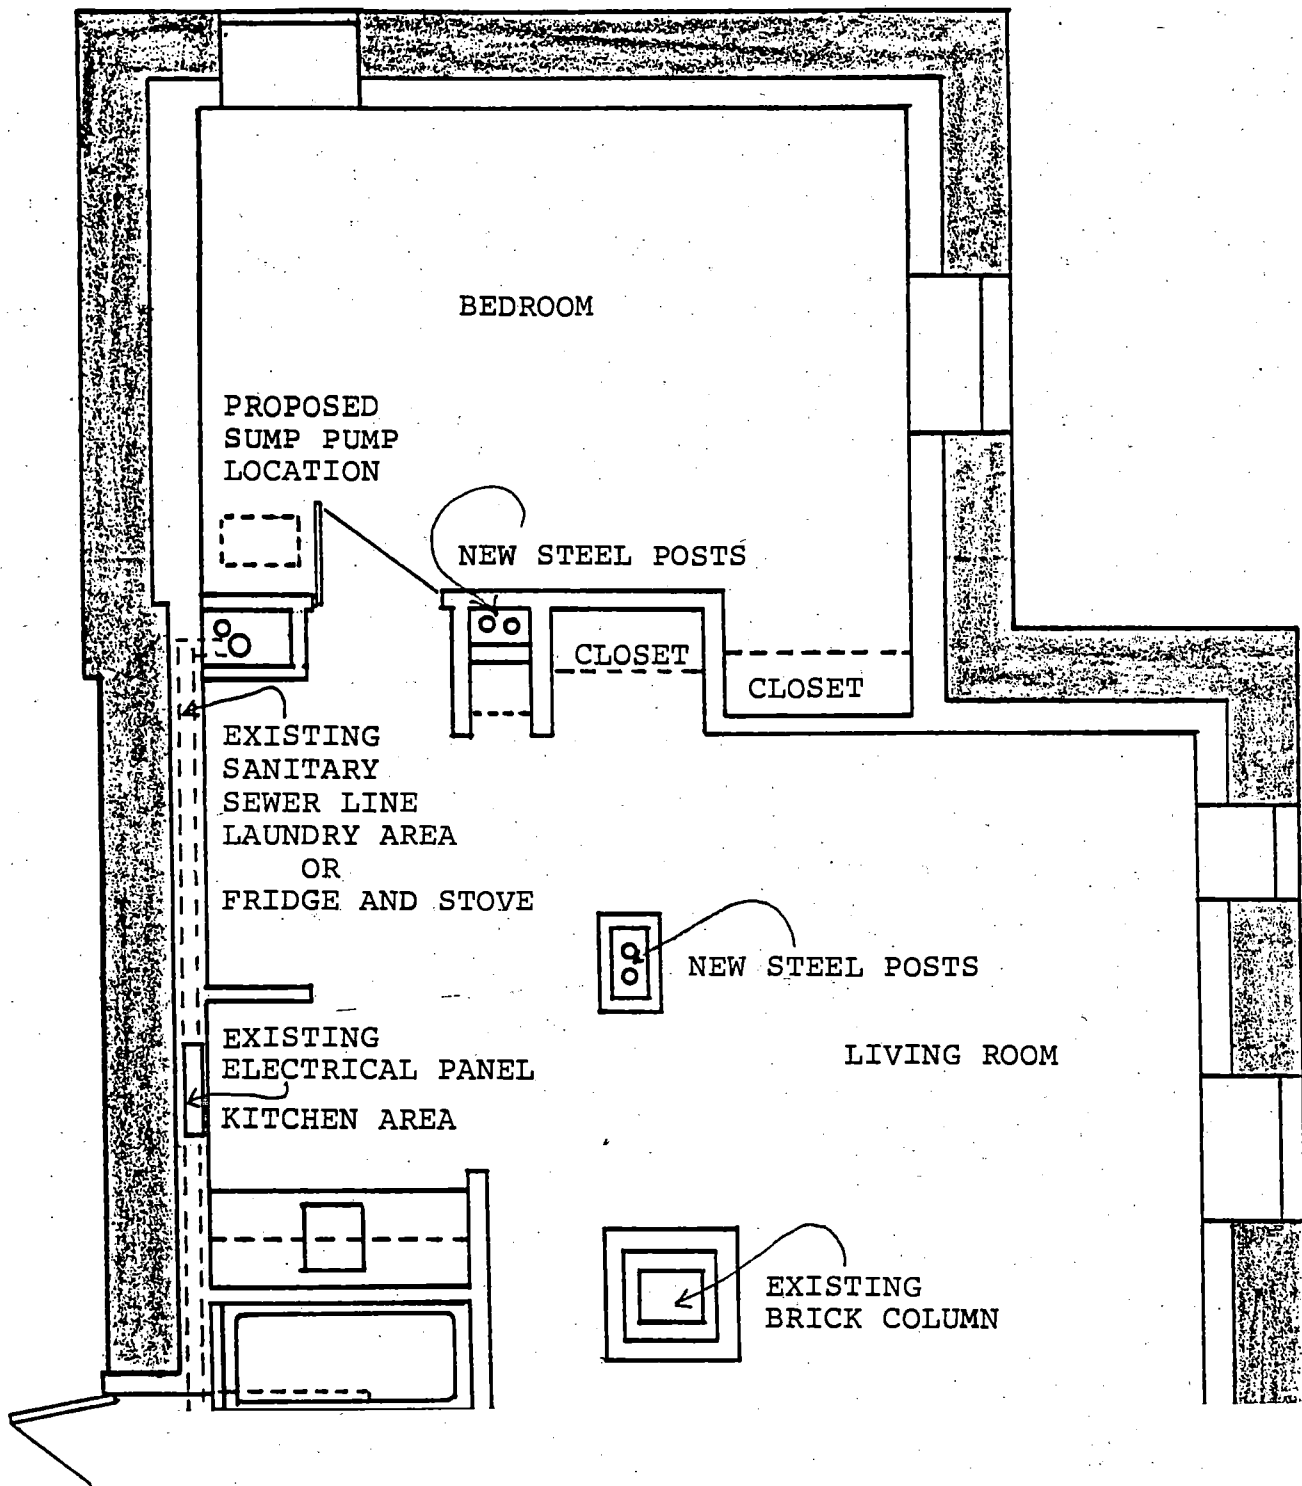 BEDROOM
PROPOSED
SUMP PUMP
LOCATION
NEW STEEL POSTS
CLOSET
CLOSET
EXISTING
SANITARY
SEWER LINE
LAUNDRY AREA
OR
FRIDGE AND STOVE
NEW STEEL POSTS
EXISTING
ELECTRICAL PANEL
KITCHEN AREA
LIVING ROOM
EXISTING
BRICK COLUMN